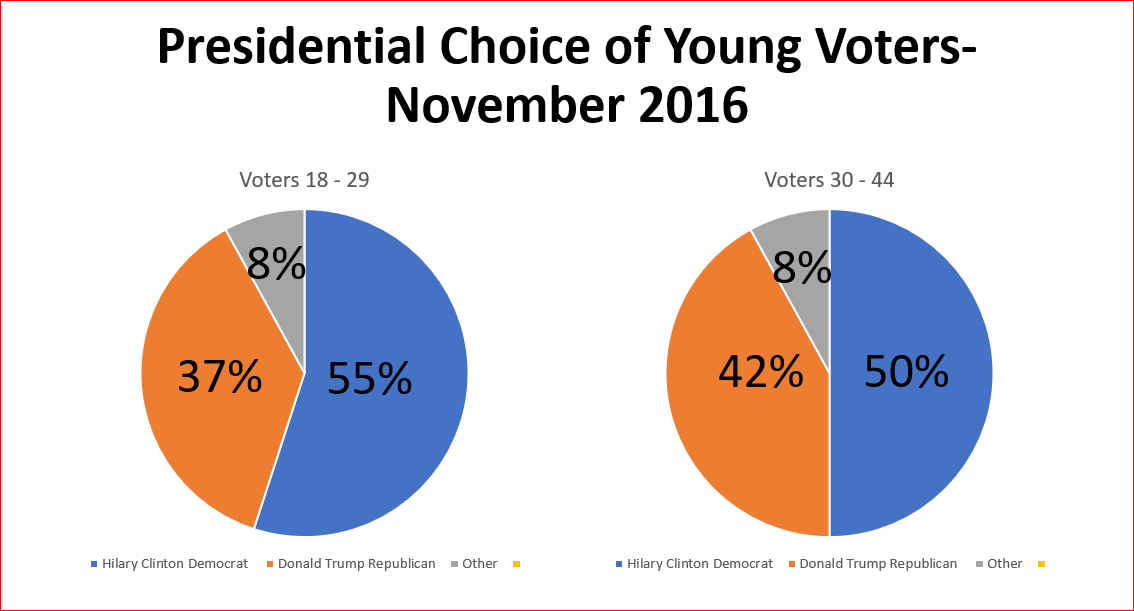 Presidential Choice of Young Voters-
November 2016
Voters 18 - 29
8%
37%
55%
Hilary Clinton Democrat
Donald Trump Republican
Other
Voters 30 - 44
8%
42%
50%
Hilary Clinton Democrat
Donald Trump Republican
Other